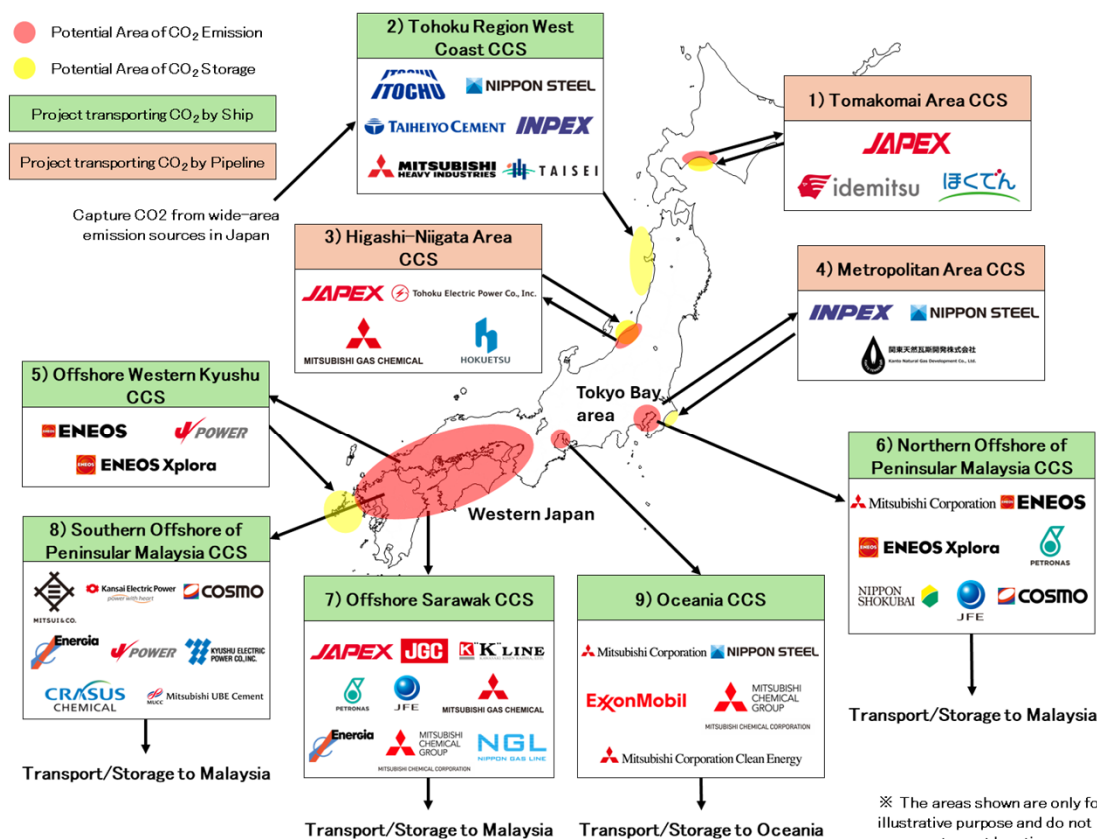 Potential Area of CO2 Emission
Potential Area of CO2 Storage
Project transporting CO2 by Ship
Project transporting CO2 by Pipeline
Capture CO2 from wide-area
emission sources in Japan
2) Tohoku Region West
Coast CCS
ITOCHU
NIPPON STEEL
TAIHEIYO CEMENT
INPEX
MITSUBISHI
HEAVY INDUSTRIES
TAISEI
1) Tomakomai Area CCS
JAPEX
idemitsu
ほくでん
3) Higashi-Niigata Area
CCS
JAPEX
Tohoku Electric Power Co., Inc.
MITSUBISHI GAS CHEMICAL
HOKUETSU
4) Metropolitan Area CCS
INPEX
NIPPON STEEL
関東天然瓦斯開発株式会社
Kanto Natural Gas Development Co., Ltd.
5) Offshore Western Kyushu
CCS
ENEOS
ENEOS
J POWER
ENEOS
ENEOS Xplora
Tokyo Bay
area
Western Japan
6) Northern Offshore of
Peninsular Malaysia CCS
Mitsubishi Corporation
ENEOS
ENEOS
ENEOS
ENEOS Xplora
PETRONAS
NIPPON
SHOKUBAI
JFE
COSMO
Transport/Storage to Malaysia
8) Southern Offshore of
Peninsular Malaysia CCS
MITSUI & CO.
Kansai Electric Power
power with heart
COSMO
Energia
J POWER
KYUSHU ELECTRIC
POWER CO., INC.
CRASUS
CHEMICAL
MUCC
Mitsubishi UBE Cement
Transport/Storage to Malaysia
7) Offshore Sarawak CCS
JAPEX
JGC
K "K" LINE
PETRONAS
JFE
MITSUBISHI GAS CHEMICAL
Energia
MITSUBISHI
CHEMICAL
GROUP
MITSUBISHI CHEMICAL CORPORATION
NGL
NIPPON GAS LINE
Transport/Storage to Malaysia
9) Oceania CCS
Mitsubishi Corporation
NIPPON STEEL
ExxonMobil
MITSUBISHI
CHEMICAL
GROUP
MITSUBISHI CHEMICAL CORPORATION
Mitsubishi Corporation Clean Energy
Transport/Storage to Oceania
※ The areas shown are only fo
illustrative purpose and do not